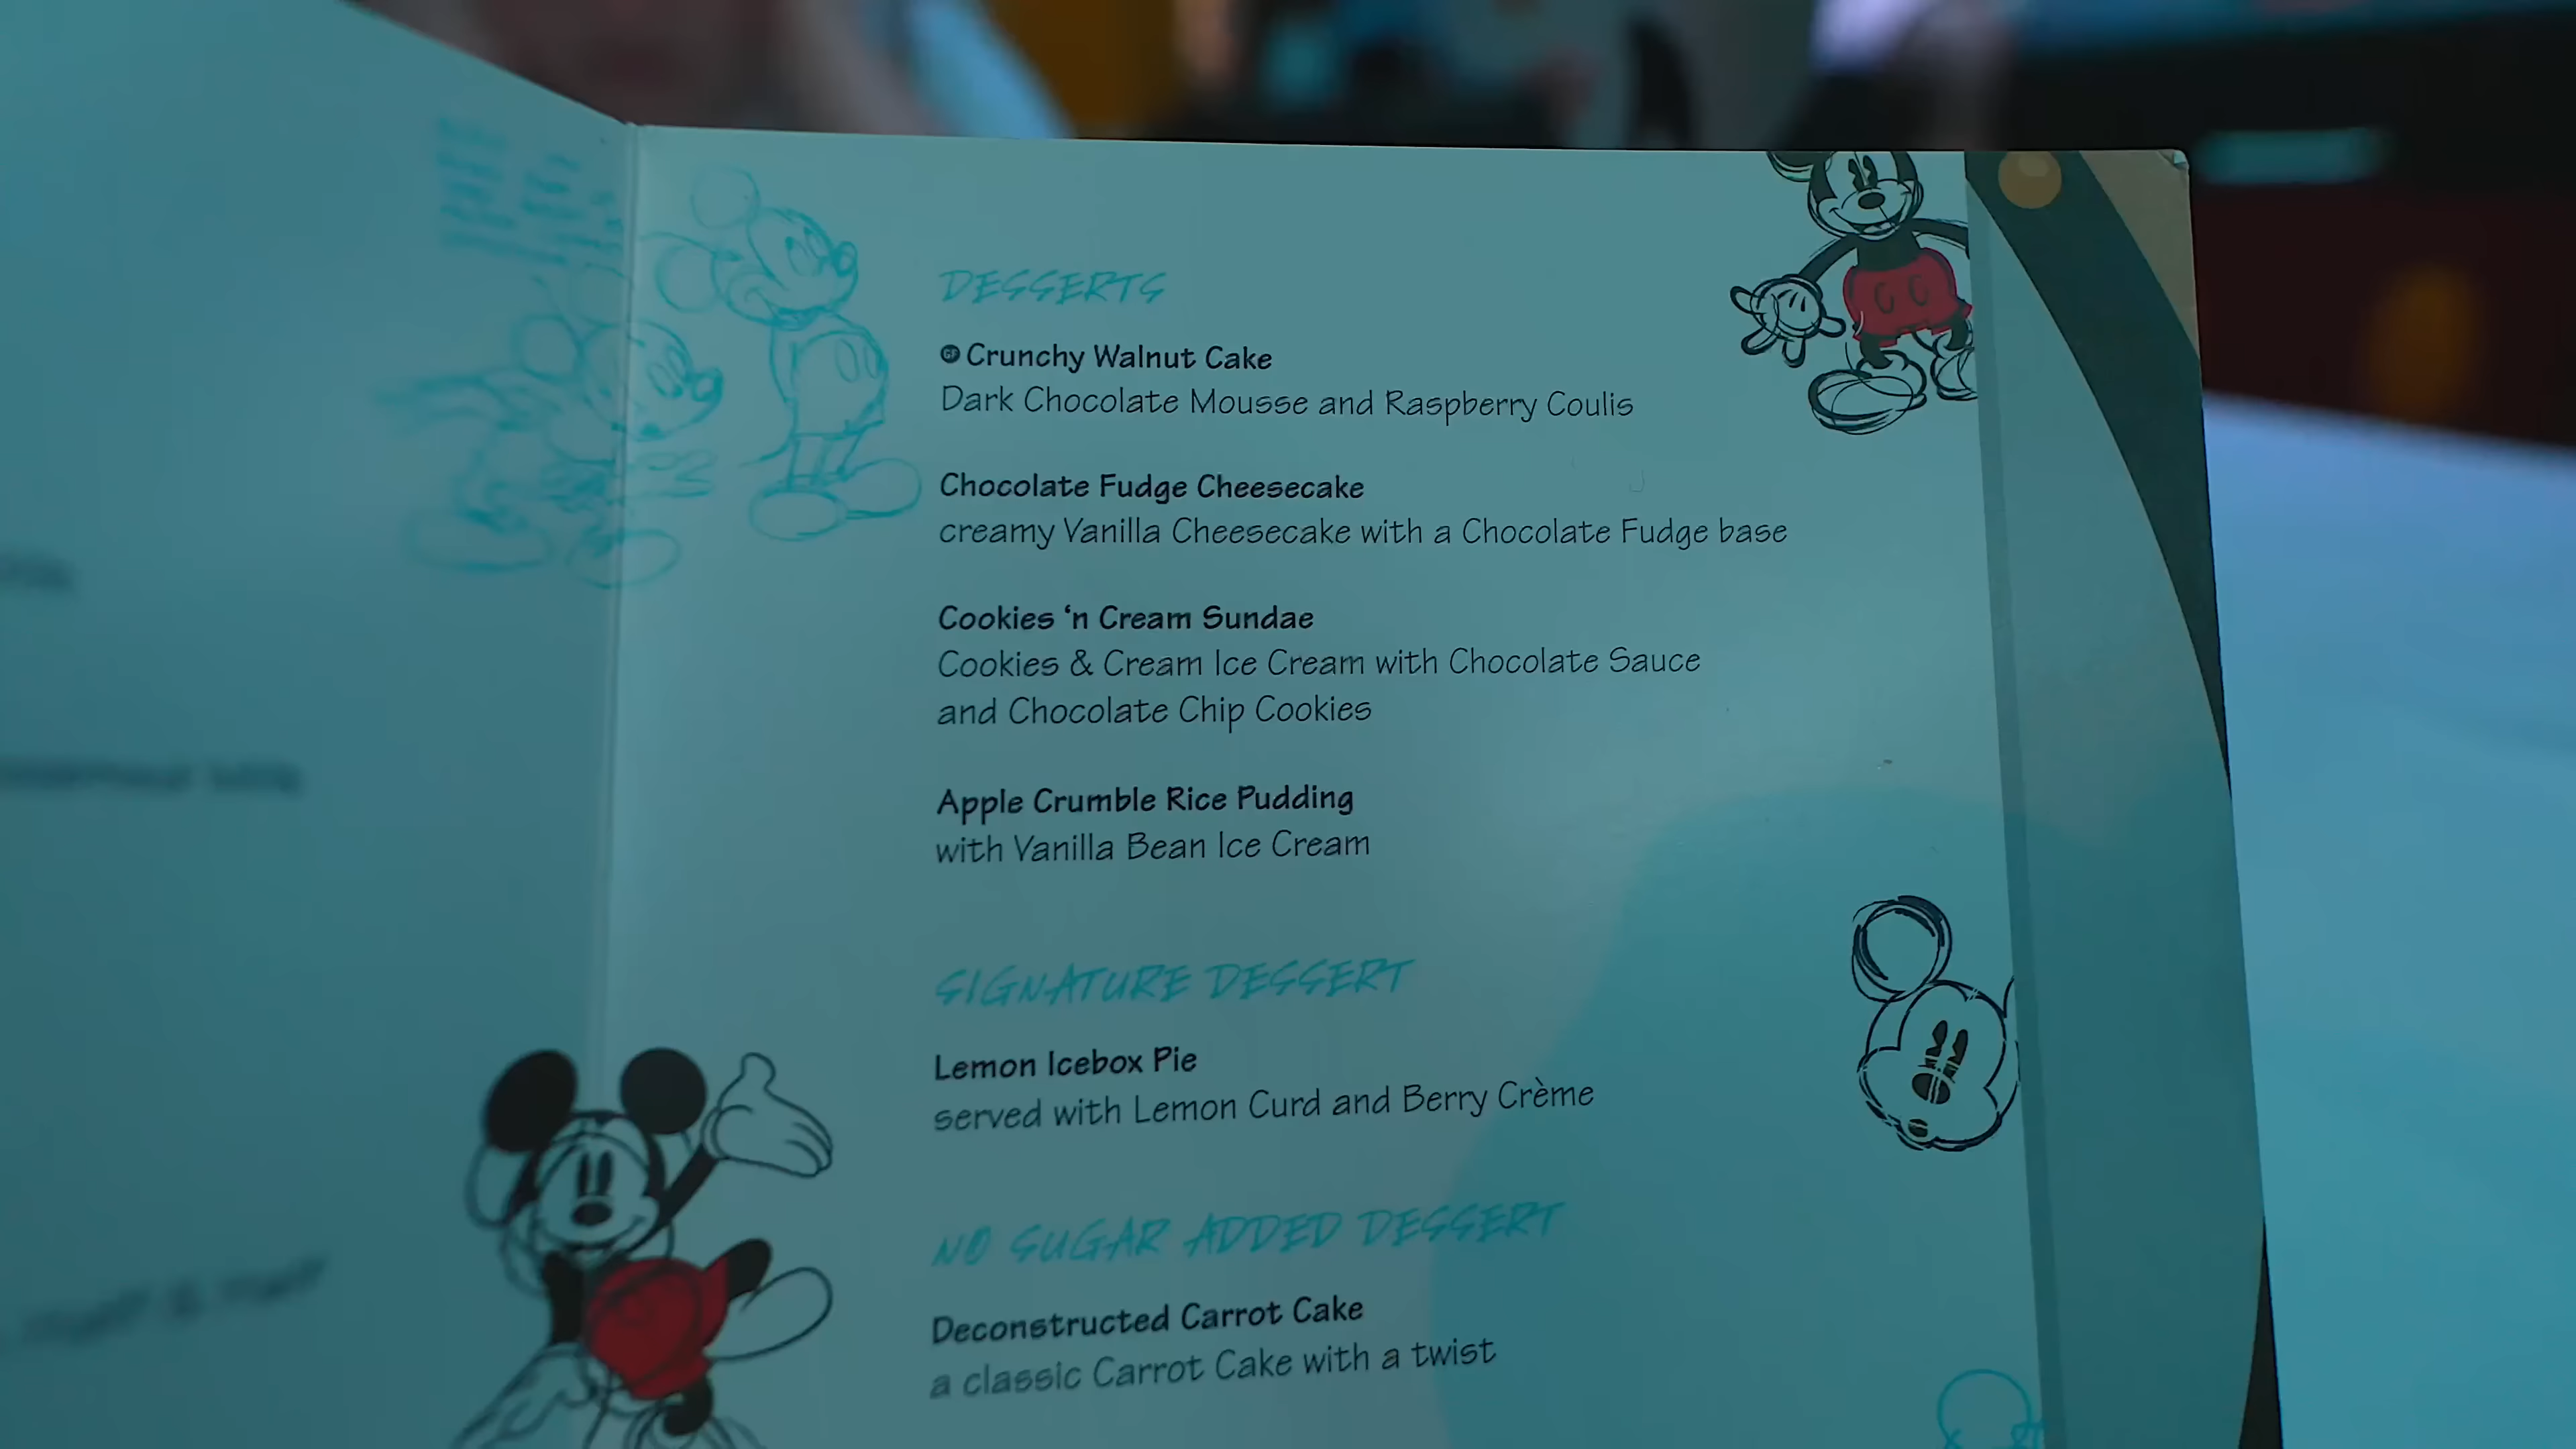 DESSERTS
GF Crunchy Walnut Cake
Dark Chocolate Mousse and Raspberry Coulis
Chocolate Fudge Cheesecake
creamy Vanilla Cheesecake with a Chocolate Fudge base
Cookies ‘n Cream Sundae
Cookies & Cream Ice Cream with Chocolate Sauce
and Chocolate Chip Cookies
Apple Crumble Rice Pudding
with Vanilla Bean Ice Cream
SIGNATURE DESSERT
Lemon Icebox Pie
served with Lemon Curd and Berry Crème
NO SUGAR ADDED DESSERT
Deconstructed Carrot Cake
a classic Carrot Cake with a twist